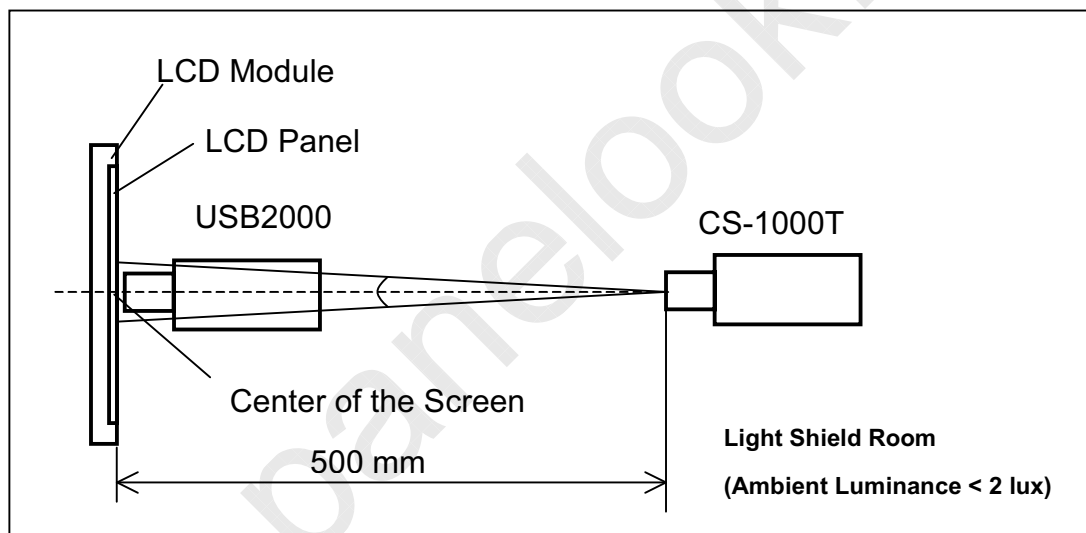 LCD Module
LCD Panel
USB2000
CS-1000T
Center of the Screen
500 mm
Light Shield Room
(Ambient Luminance < 2 lux)
panelook